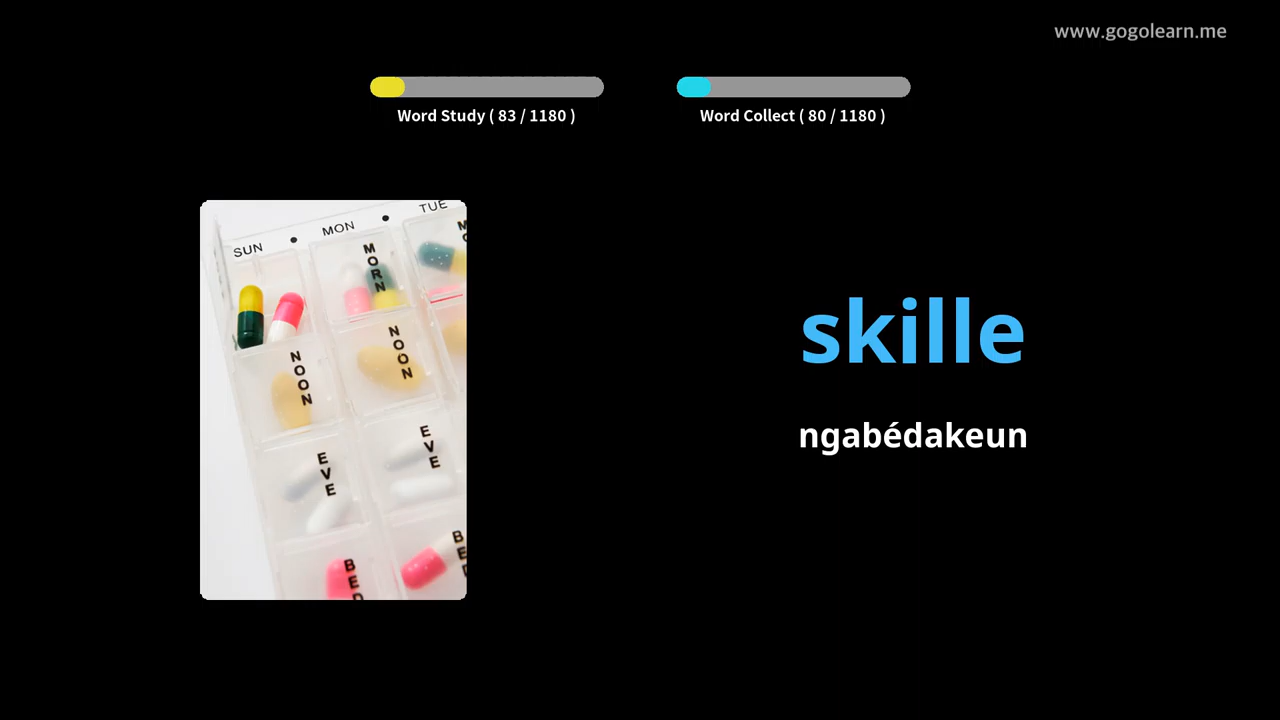 www.gogolearn.me
Word Study ( 83 / 1180 )
Word Collect ( 80 / 1180 )
SUN
MON
TUE
MORN
NOON
NOON
EVE
EVE
BED
skille
ngabédakeun